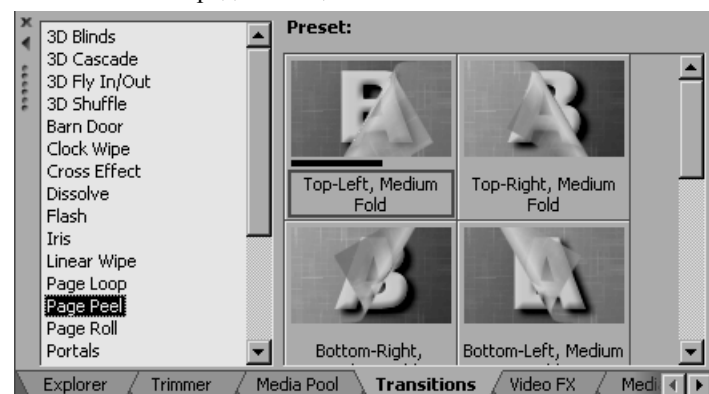 Preset:
3D Blinds
3D Cascade
3D Fly In/Out
3D Shuffle
Barn Door
Clock Wipe
Cross Effect
Dissolve
Flash
Iris
Linear Wipe
Page Loop
Page Peel
Page Roll
Portals
Top-Left, Medium
Fold
Top-Right, Medium
Fold
Bottom-Right,
Bottom-Left, Medium
Explorer
Trimmer
Media Pool
Transitions
Video FX
Medi